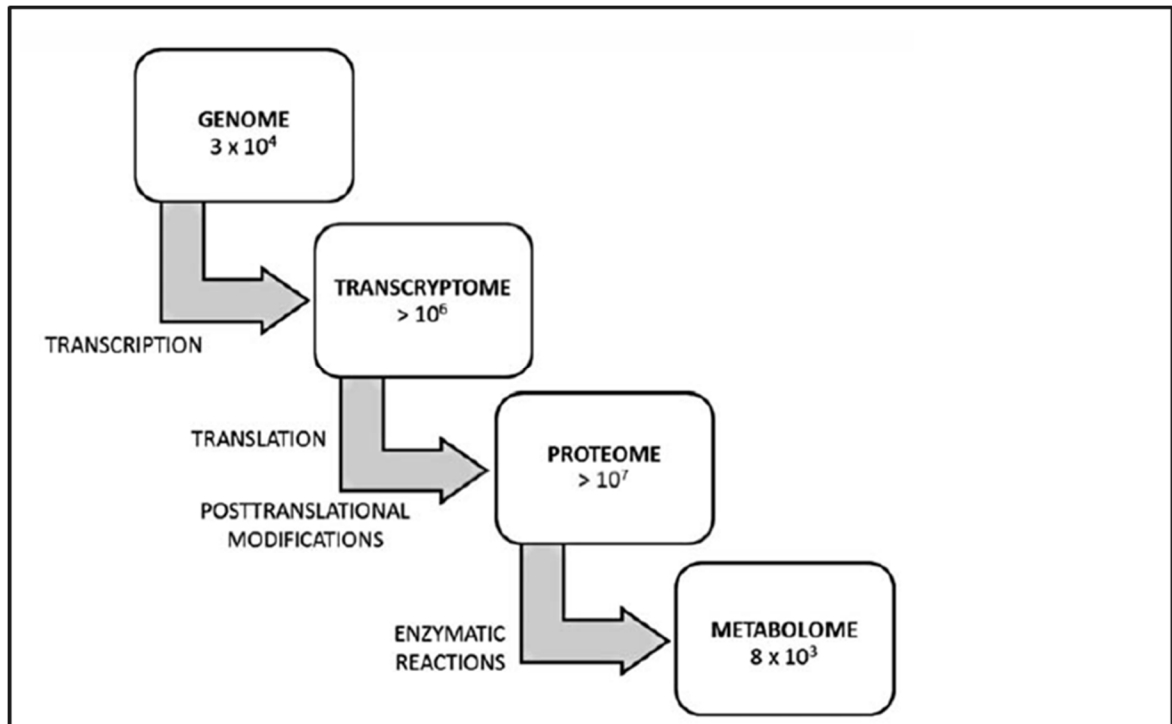 GENOME
3 x 10⁴
TRANSCRIPTION
TRANSCRYPTOME
> 10⁶
TRANSLATION
POSTTRANSLATIONAL
MODIFICATIONS
PROTEOME
> 10⁷
ENZYMATIC
REACTIONS
METABOLOME
8 x 10³